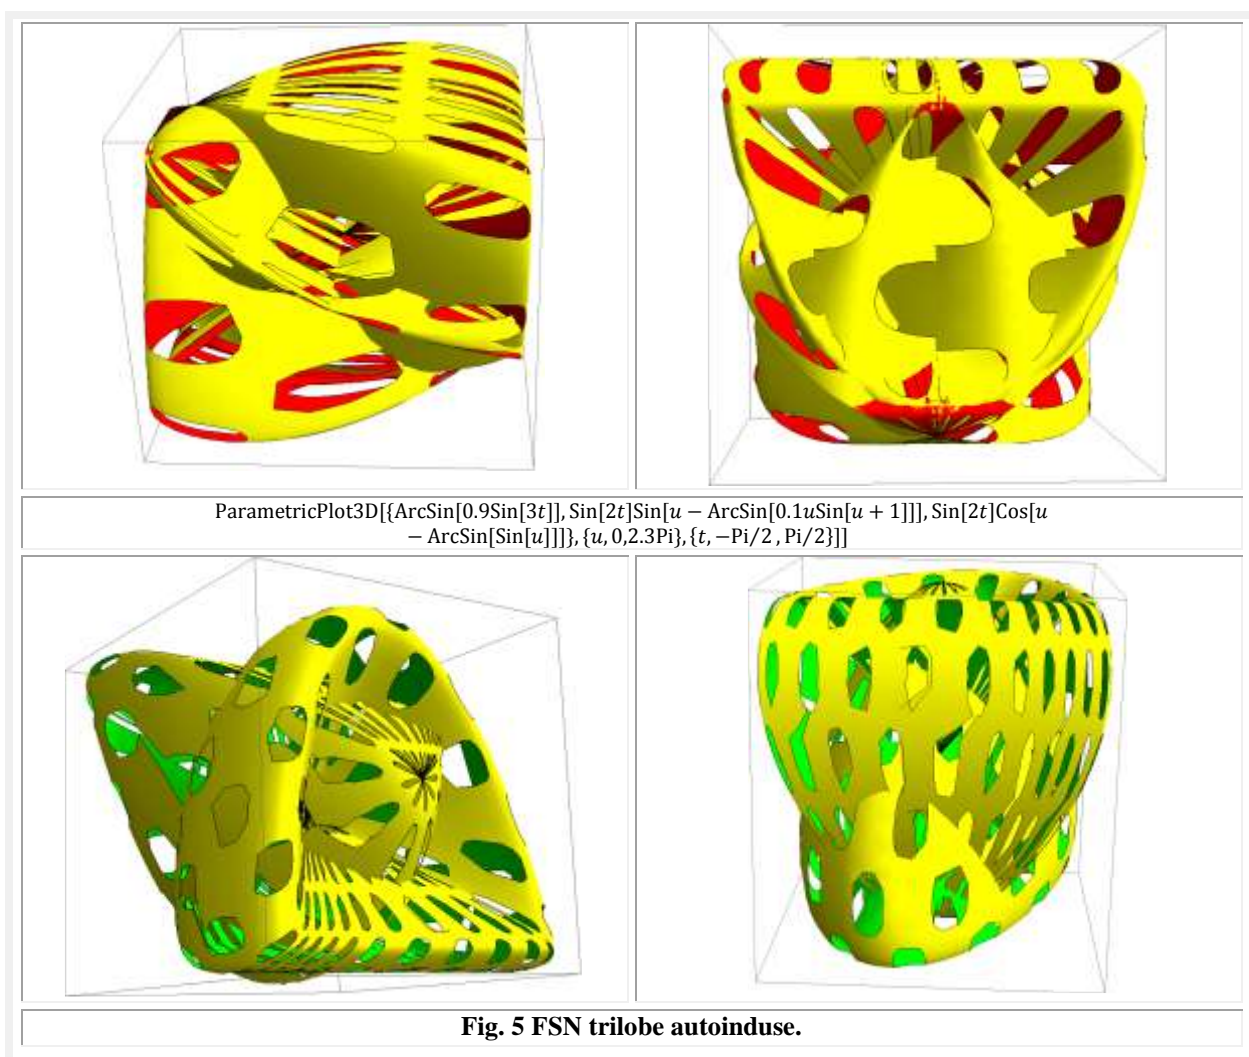 ParametricPlot3D[{ArcSin[0.9Sin[3t]], Sin[2t]Sin[u − ArcSin[0.1uSin[u + 1]]], Sin[2t]Cos[u
− ArcSin[Sin[u]]]}, {u, 0,2.3Pi}, {t, −Pi/2 , Pi/2}]]
Fig. 5 FSN trilobe autoinduse.